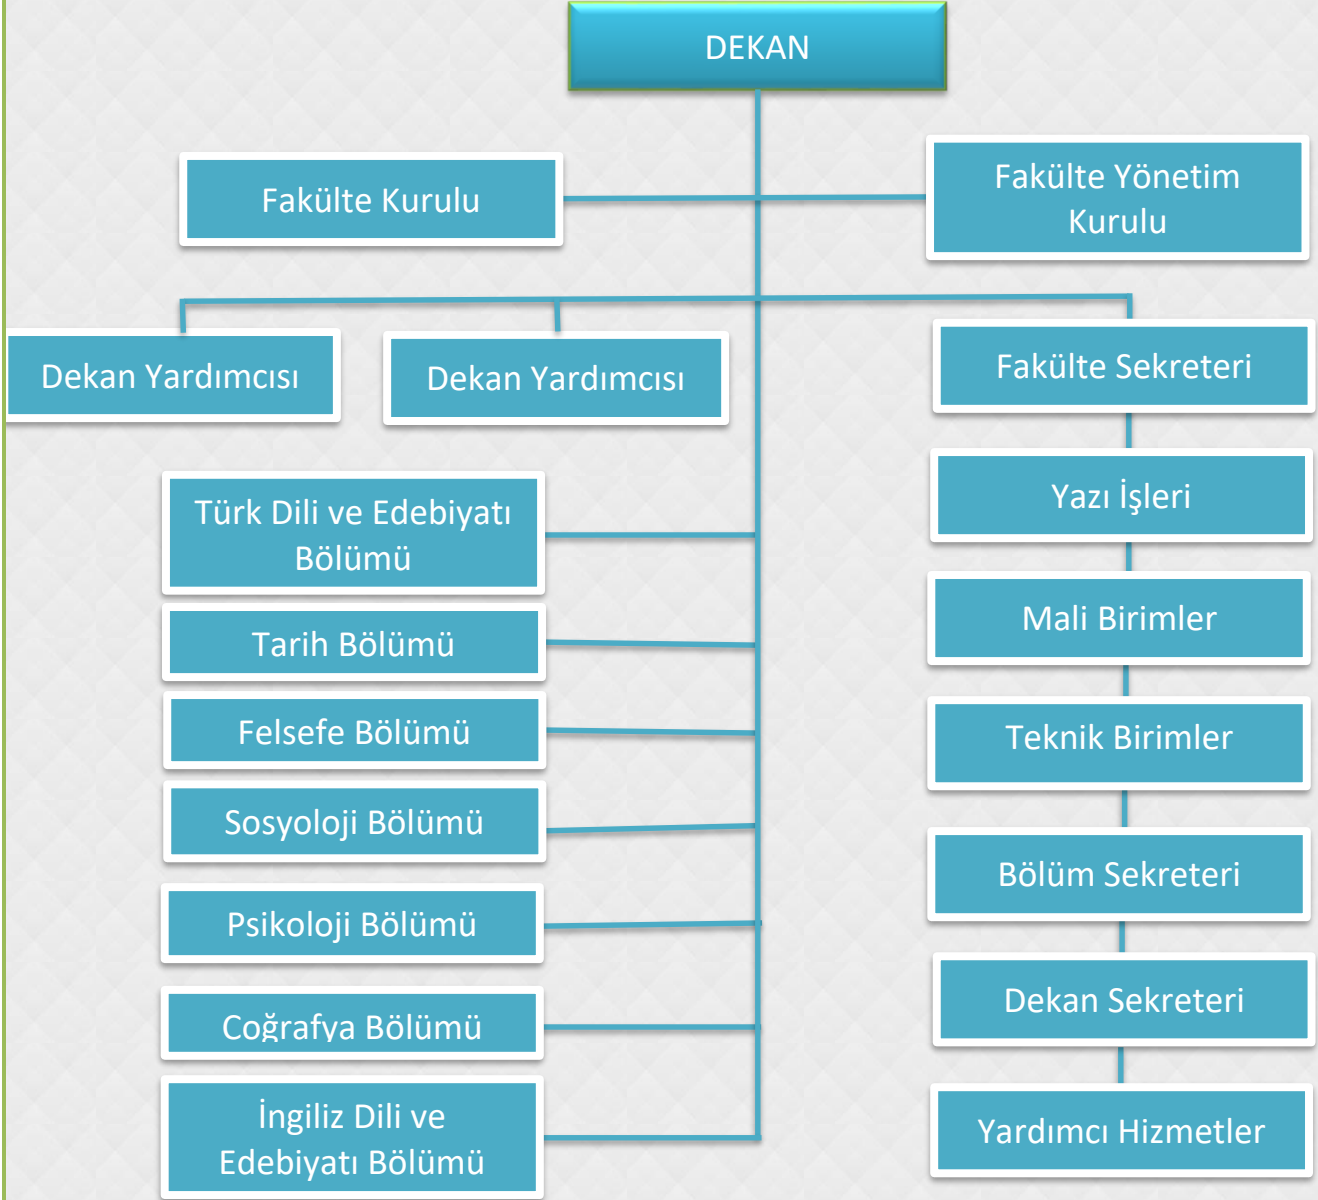 DEKAN
Fakülte Kurulu
Fakülte Yönetim
Kurulu
Dekan Yardımcısı
Dekan Yardımcısı
Fakülte Sekreteri
Türk Dili ve Edebiyatı
Bölümü
Tarih Bölümü
Felsefe Bölümü
Sosyoloji Bölümü
Psikoloji Bölümü
Coğrafya Bölümü
İngiliz Dili ve
Edebiyatı Bölümü
Yazı İşleri
Mali Birimler
Teknik Birimler
Bölüm Sekreteri
Dekan Sekreteri
Yardımcı Hizmetler